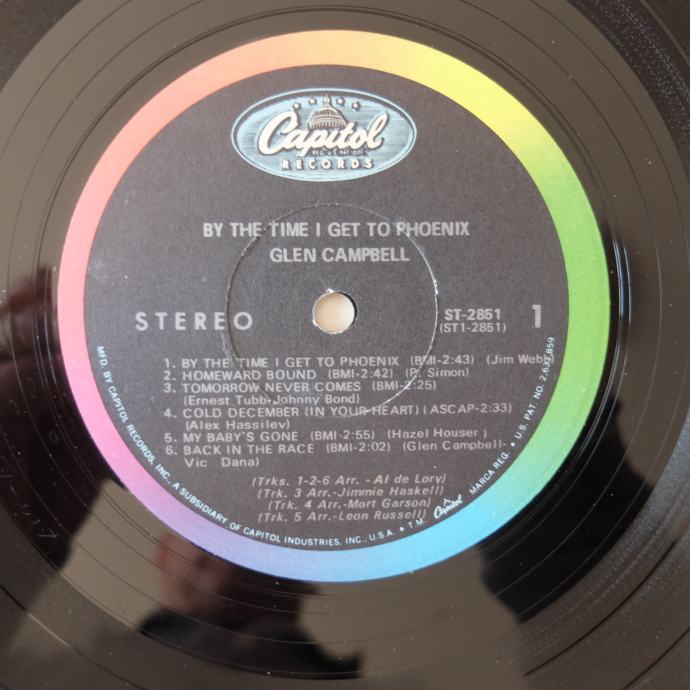 Capitol
REG. U.S. PAT. OFF.
RECORDS
BY THE TIME I GET TO PHOENIX
GLEN CAMPBELL
STEREO
ST-2851
(ST1-2851)
1
1. BY THE TIME I GET TO PHOENIX (BMI-2:43) (Jim Webb)
2. HOMEWARD BOUND (BMI-2:42) (P. Simon)
3. TOMORROW NEVER COMES (BMI-2:25)
(Ernest Tubb-Johnny Bond)
4. COLD DECEMBER (IN YOUR HEART) (ASCAP-2:33)
(Alex Hassilev)
5. MY BABY'S GONE (BMI-2:55) (Hazel Houser)
6. BACK IN THE RACE (BMI-2:02) (Glen Campbell-
Vic Dana)
(Trks. 1-2-6 Arr.-Al de Lory)
(Trk. 3 Arr.-Jimmie Haskell)
(Trk. 4 Arr.-Mort Garson)
(Trk. 5 Arr.-Leon Russell)
MFD. BY CAPITOL RECORDS, INC., A SUBSIDIARY OF CAPITOL INDUSTRIES, INC., U.S.A. • T.M. Capitol MARCA REG. • U.S. PAT. NO. 2,631,859